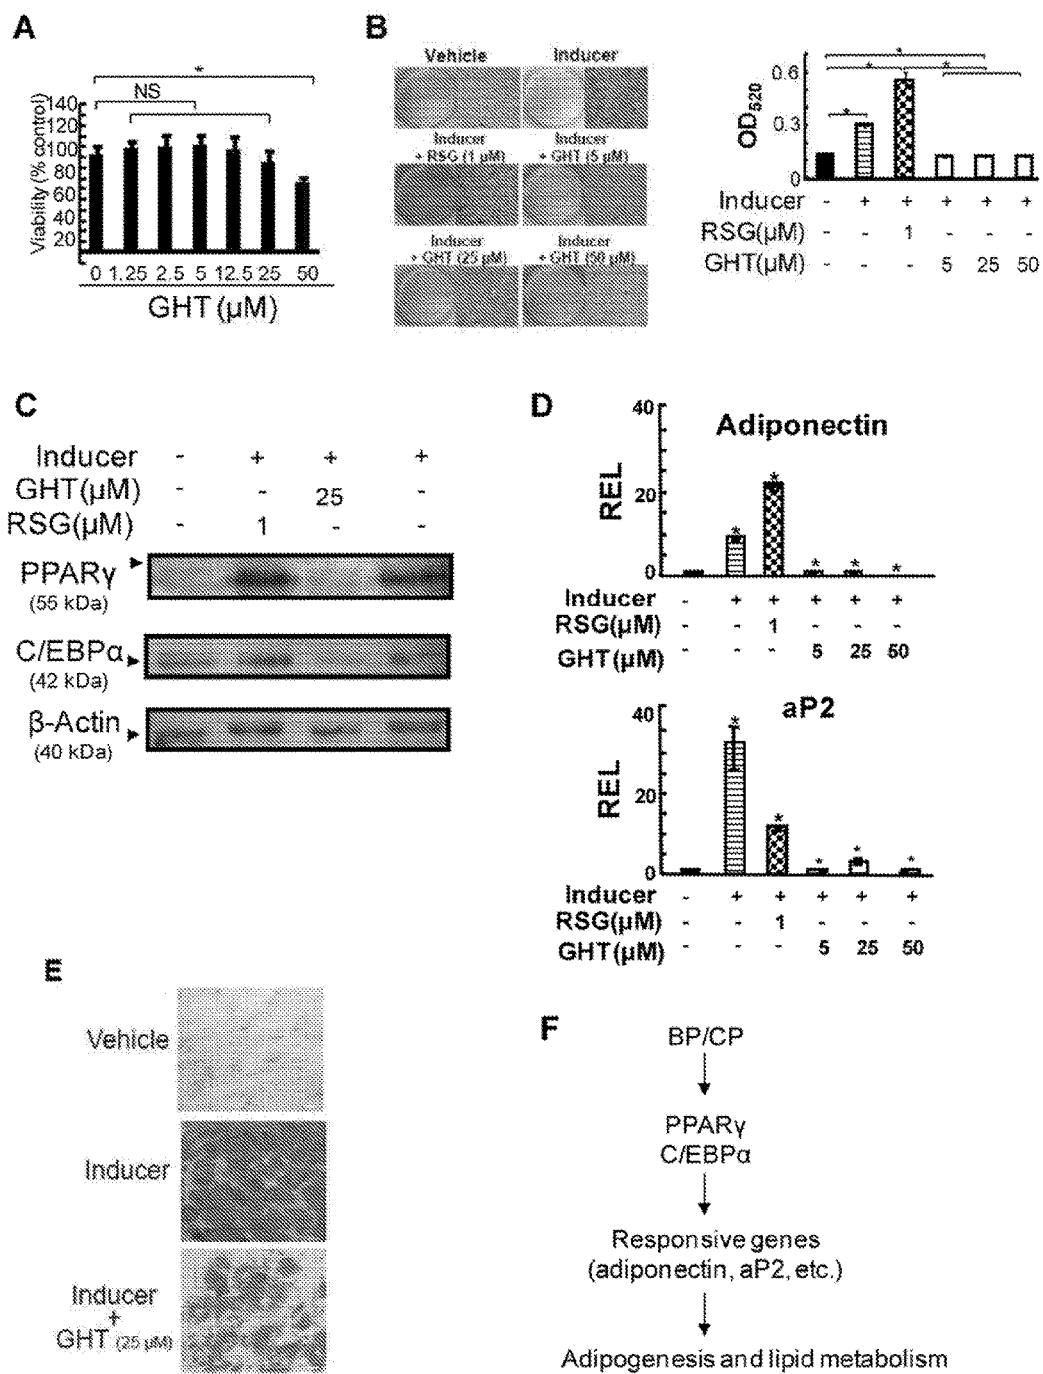 A
*
NS
140
120
100
80
60
40
20
Viability (% control)
0 1.25 2.5 5 12.5 25 50
GHT (µM)
B
Vehicle Inducer
Inducer + RSG (1 µM) Inducer + GHT (5 µM)
Inducer + GHT (25 µM) Inducer + GHT (50 µM)
*
* *
*
0.6
0.3
0
OD520
Inducer - + + + + +
RSG(µM) - - 1
GHT(µM) - - - 5 25 50
C
Inducer - + + +
GHT(µM) - - 25 -
RSG(µM) - 1 - -
PPARγ
(55 kDa)
C/EBPα
(42 kDa)
β-Actin
(40 kDa)
D
Adiponectin
40
20
0
REL
* * * * *
Inducer - + + + + +
RSG(µM) - - 1 - - -
GHT(µM) - - - 5 25 50
aP2
40
20
0
REL
* * * * *
Inducer - + + + + +
RSG(µM) - - 1 - - -
GHT(µM) - - - 5 25 50
E
Vehicle
Inducer
Inducer
+
GHT (25 µM)
F
BP/CP
PPARγ
C/EBPα
Responsive genes
(adiponectin, aP2, etc.)
Adipogenesis and lipid metabolism